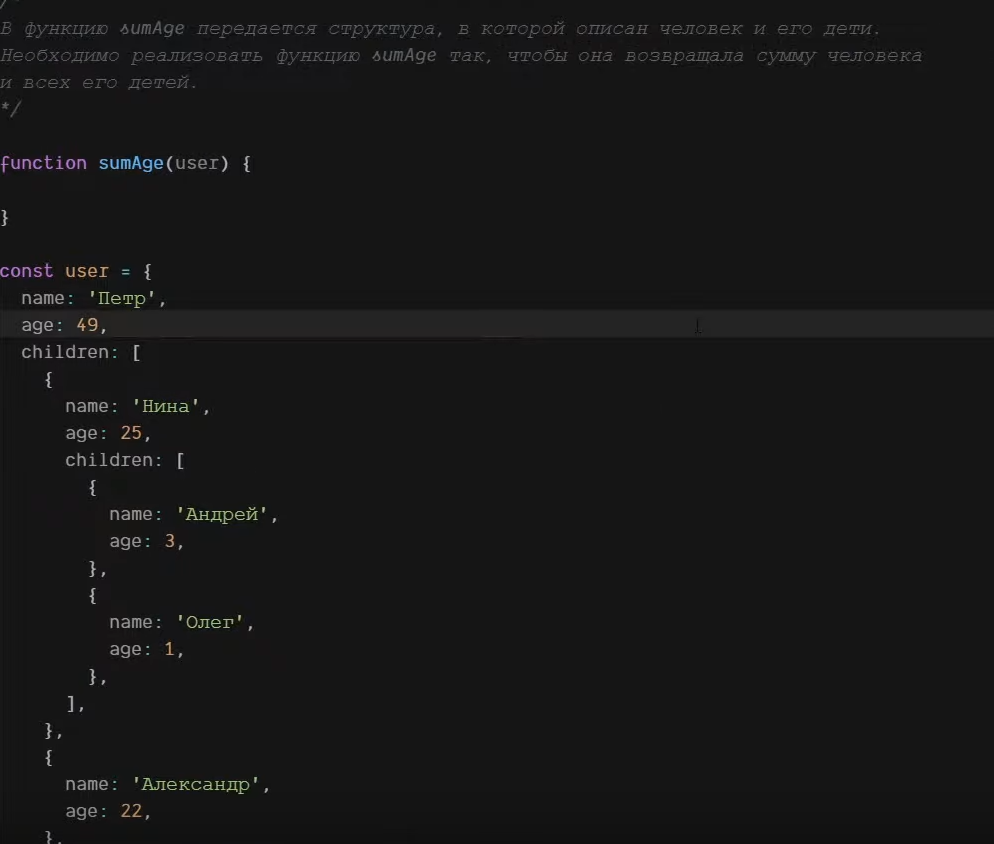 /*
В функцию sumAge передается структура, в которой описан человек и его дети.
Необходимо реализовать функцию sumAge так, чтобы она возвращала сумму человека
и всех его детей.
*/
function sumAge(user) {
}
const user = {
name: 'Петр',
age: 49,
children: [
{
name: 'Нина',
age: 25,
children: [
{
name: 'Андрей',
age: 3,
},
{
name: 'Олег',
age: 1,
},
],
},
{
name: 'Александр',
age: 22,
},